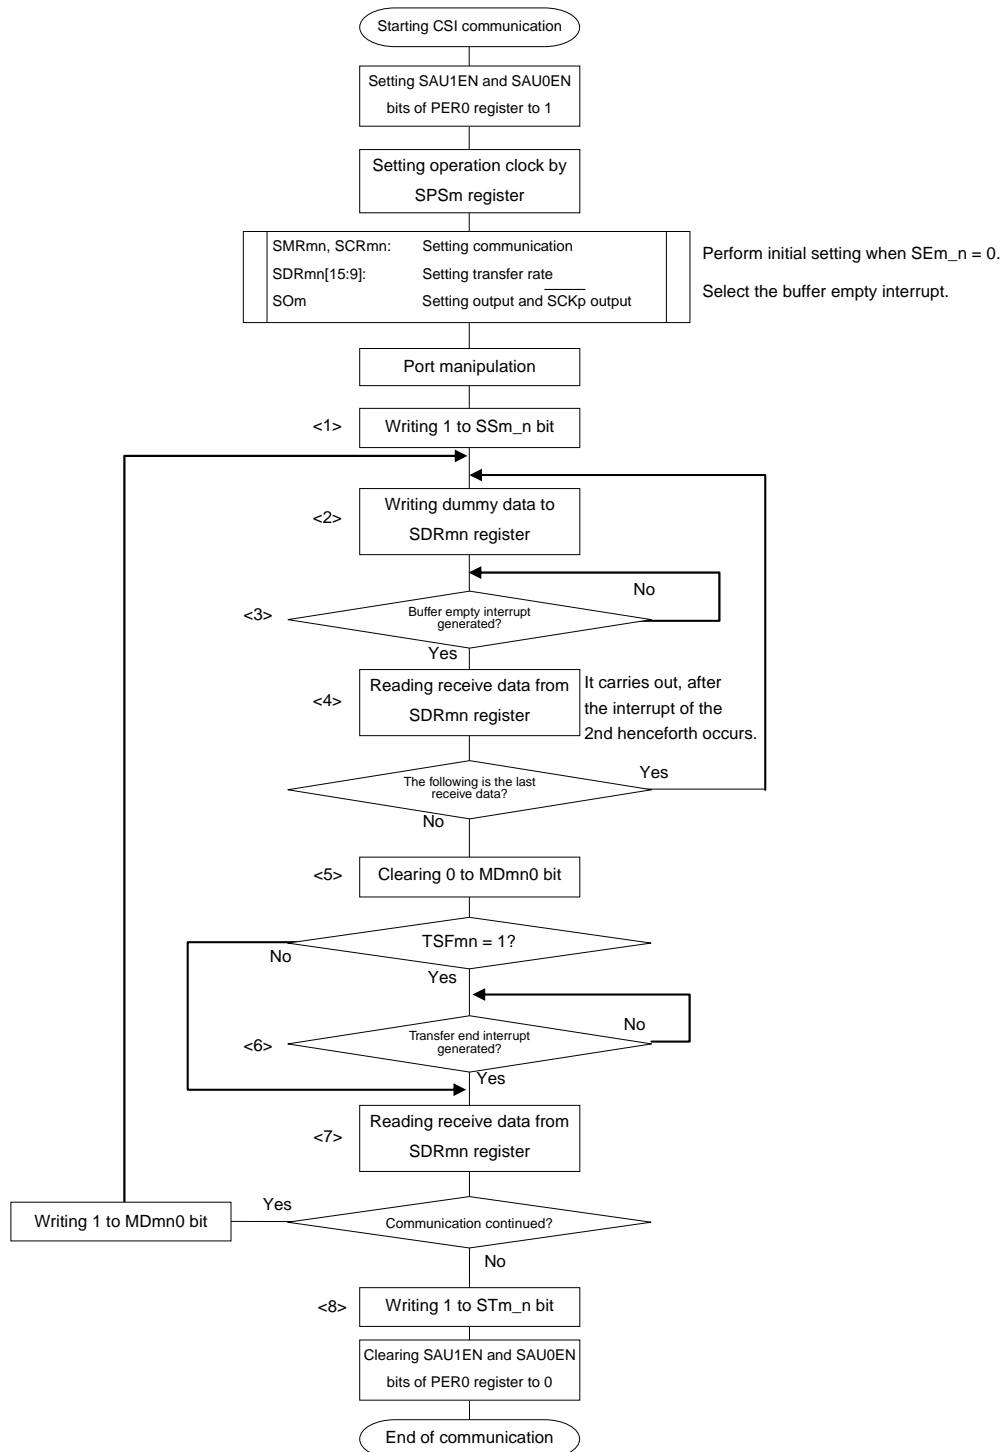 Starting CSI communication
Setting SAU1EN and SAU0EN
bits of PER0 register to 1
Setting operation clock by
SPSm register
SMRmn, SCRmn: Setting communication
SDRmn[15:9]: Setting transfer rate
SOm Setting output and SCKp output
Perform initial setting when SEm_n = 0.
Select the buffer empty interrupt.
Port manipulation
<1> Writing 1 to SSm_n bit
Writing dummy data to
<2>
SDRmn register
No
Buffer empty interrupt
<3>
generated?
Yes
Reading receive data from
<4>
SDRmn register
It carries out, after
the interrupt of the
2nd henceforth occurs.
The following is the last
receive data?
Yes
No
<5> Clearing 0 to MDmn0 bit
TSFmn = 1?
No
Yes
No
Transfer end interrupt
<6>
generated?
Yes
Reading receive data from
<7>
SDRmn register
Yes
Writing 1 to MDmn0 bit
Communication continued?
No
<8> Writing 1 to STm_n bit
Clearing SAU1EN and SAU0EN
bits of PER0 register to 0
End of communication